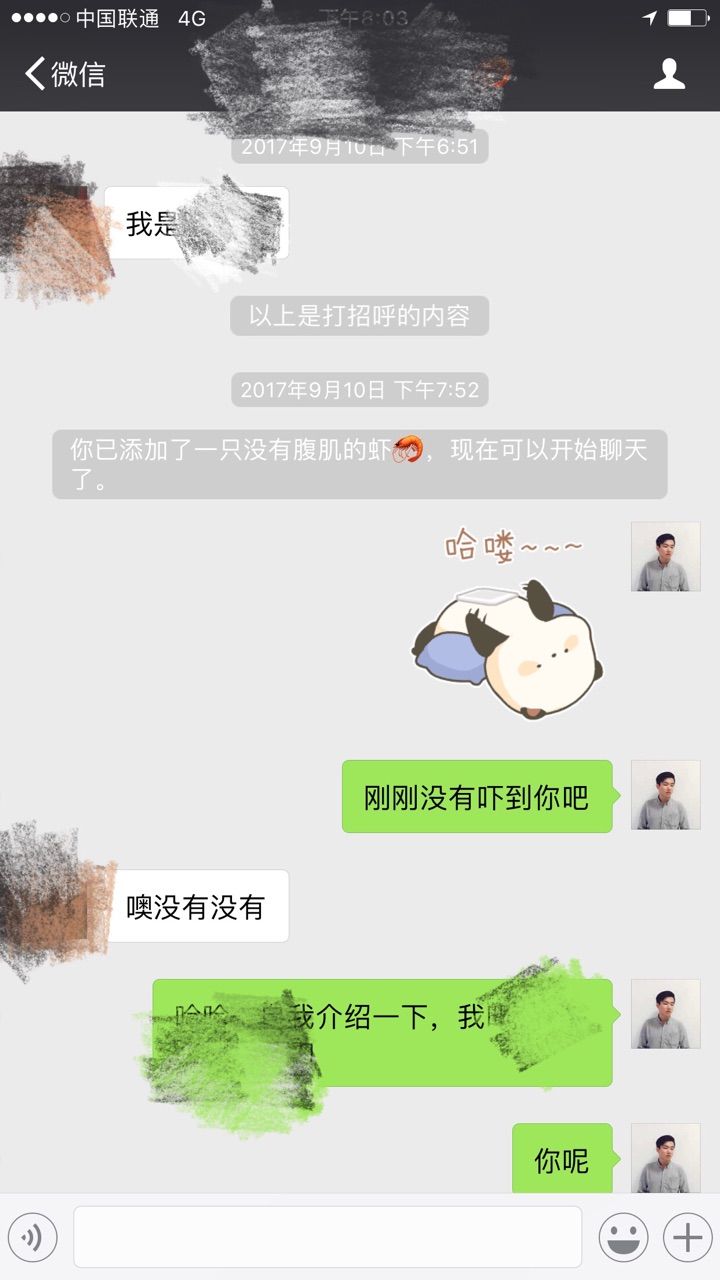 中国联通 4G 下午8:03
微信
2017年9月10日 下午6:51
我是
以上是打招呼的内容
2017年9月10日 下午7:52
你已添加了一只没有腹肌的虾🦐，现在可以开始聊天
了。
哈喽~~~
刚刚没有吓到你吧
噢没有没有
哈哈 我介绍一下，我
你呢